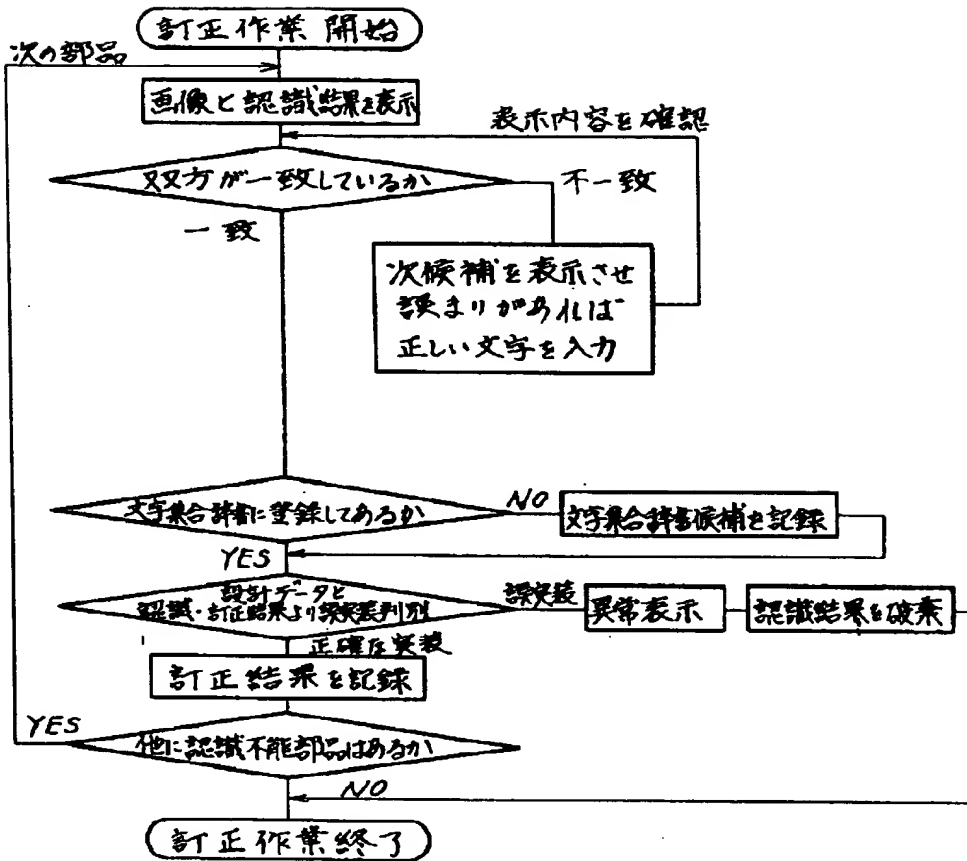 訂正作業開始
次の部品
画像と認識結果を表示
表示内容を確認
双方が一致しているか
不一致
一致
次候補を表示させ
誤まりがあれば
正しい文字を入力
文字集合辞書に登録してあるか
NO
文字集合辞書候補を記録
YES
設計データと
認識・訂正結果より誤実装判別
誤実装
異常表示
認識結果を破棄
正確な実装
訂正結果を記録
YES
他に認識不能部品はあるか
NO
訂正作業終了